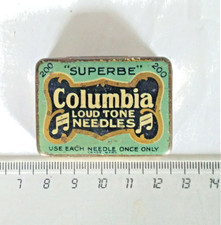 200 "SUPERBE" 200
Columbia
LOUD TONE
NEEDLES
USE EACH NEEDLE ONCE ONLY
7 8 9 10 11 12 13 14